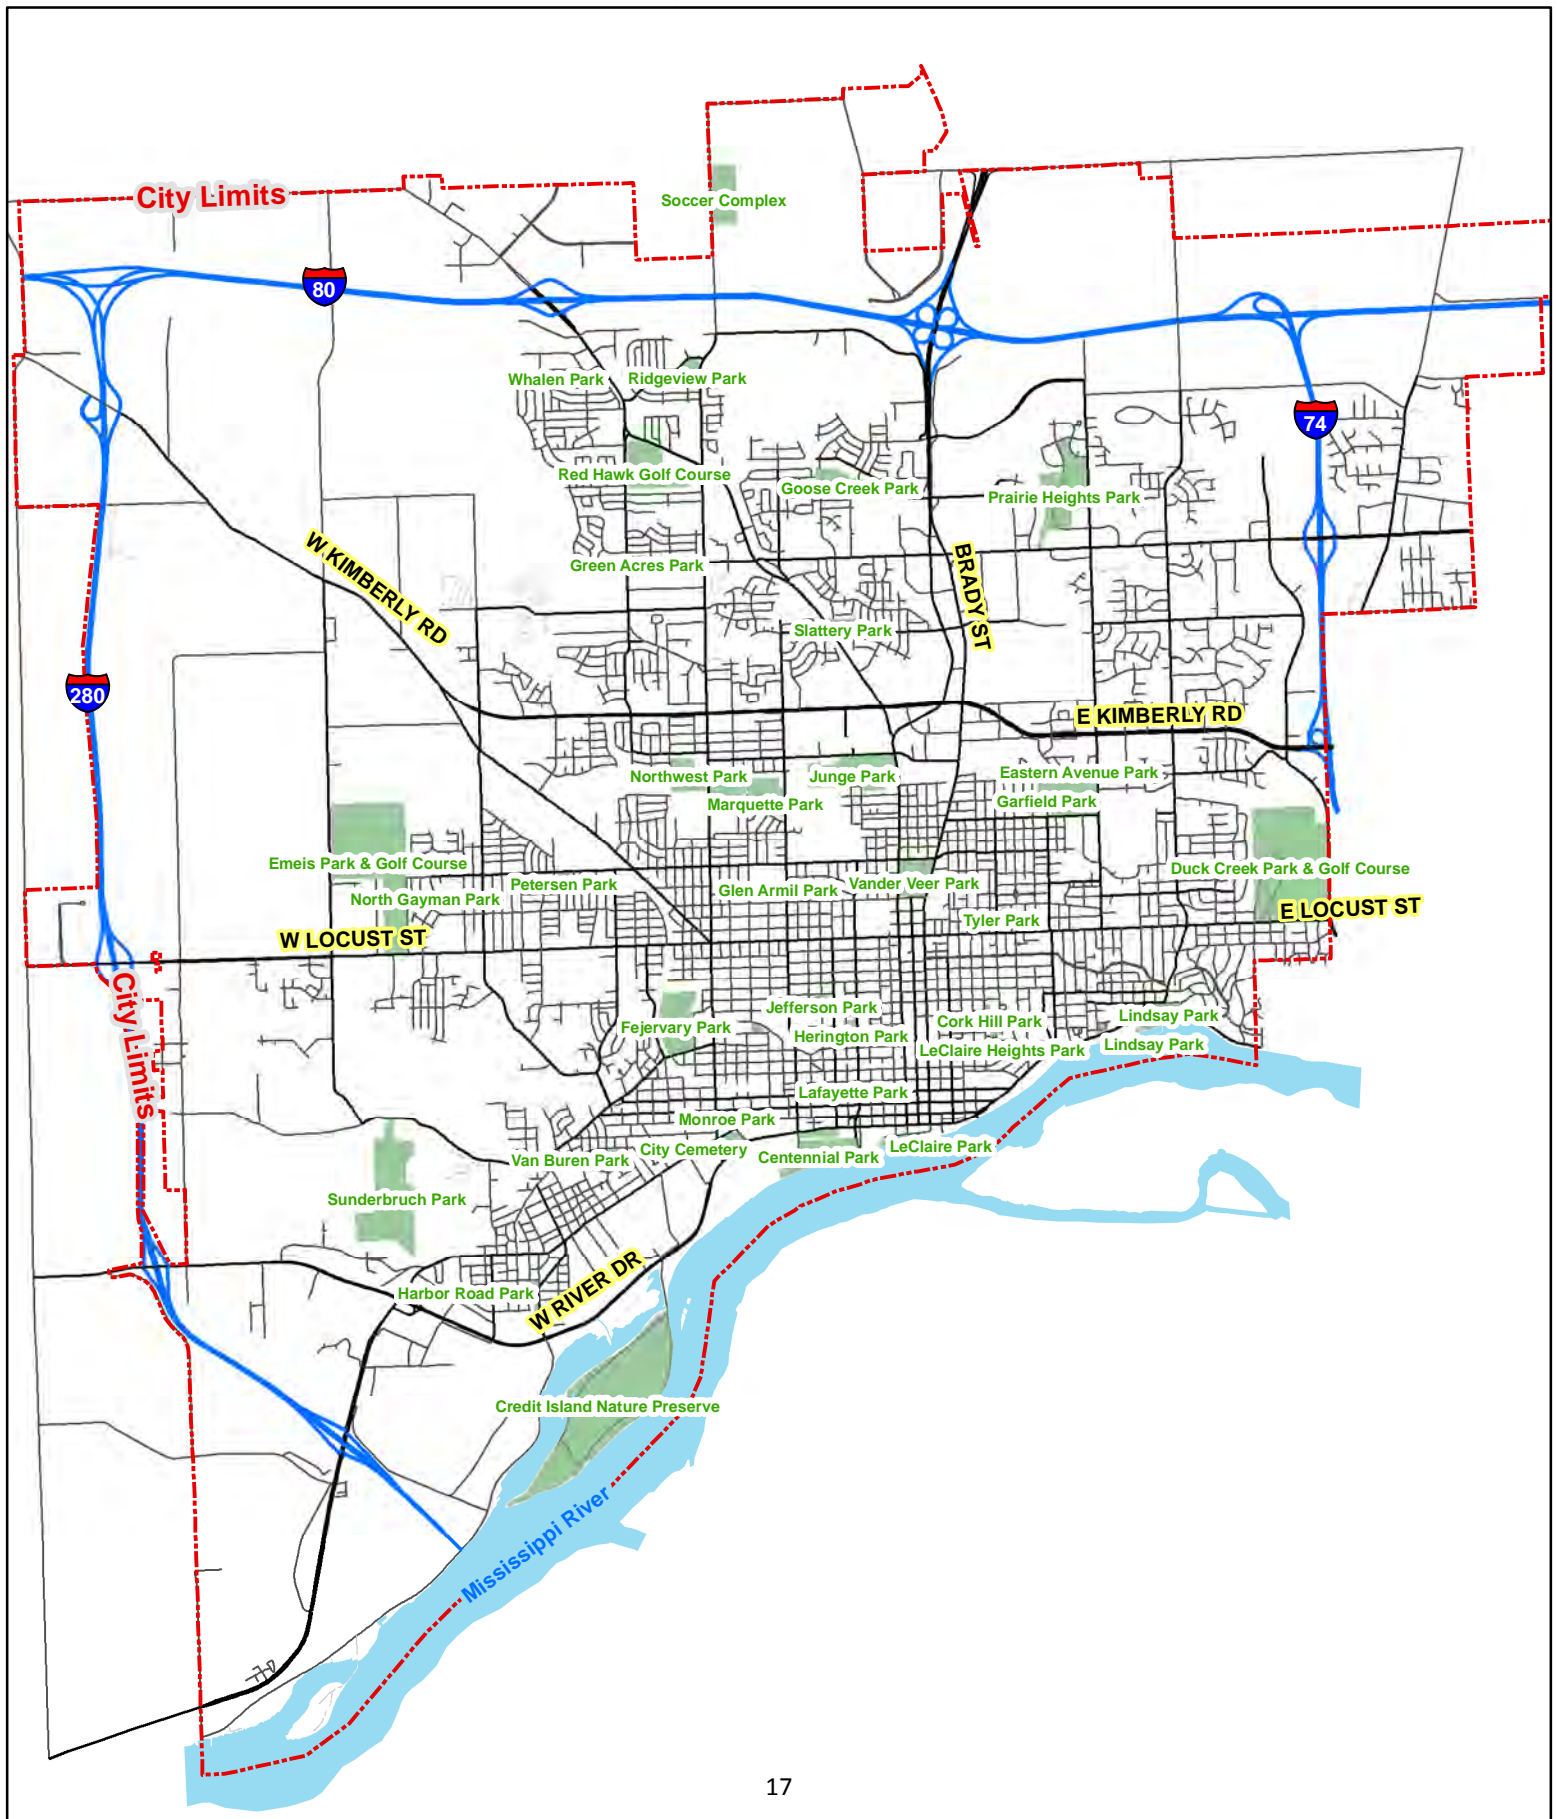 City Limits
Soccer Complex
80
Whalen Park
Ridgeview Park
74
Red Hawk Golf Course
Goose Creek Park
Prairie Heights Park
W KIMBERLY RD
BRADY ST
Green Acres Park
Slattery Park
280
E KIMBERLY RD
Northwest Park
Junge Park
Eastern Avenue Park
Marquette Park
Garfield Park
Emeis Park & Golf Course
Duck Creek Park & Golf Course
Petersen Park
Glen Armil Park
Vander Veer Park
North Gayman Park
E LOCUST ST
Tyler Park
W LOCUST ST
City Limits
Jefferson Park
Lindsay Park
Fejervary Park
Cork Hill Park
Herington Park
LeClaire Heights Park
Lindsay Park
Lafayette Park
Monroe Park
City Cemetery
LeClaire Park
Van Buren Park
Centennial Park
Sunderbruch Park
Harbor Road Park
W RIVER DR
Credit Island Nature Preserve
Mississippi River
17